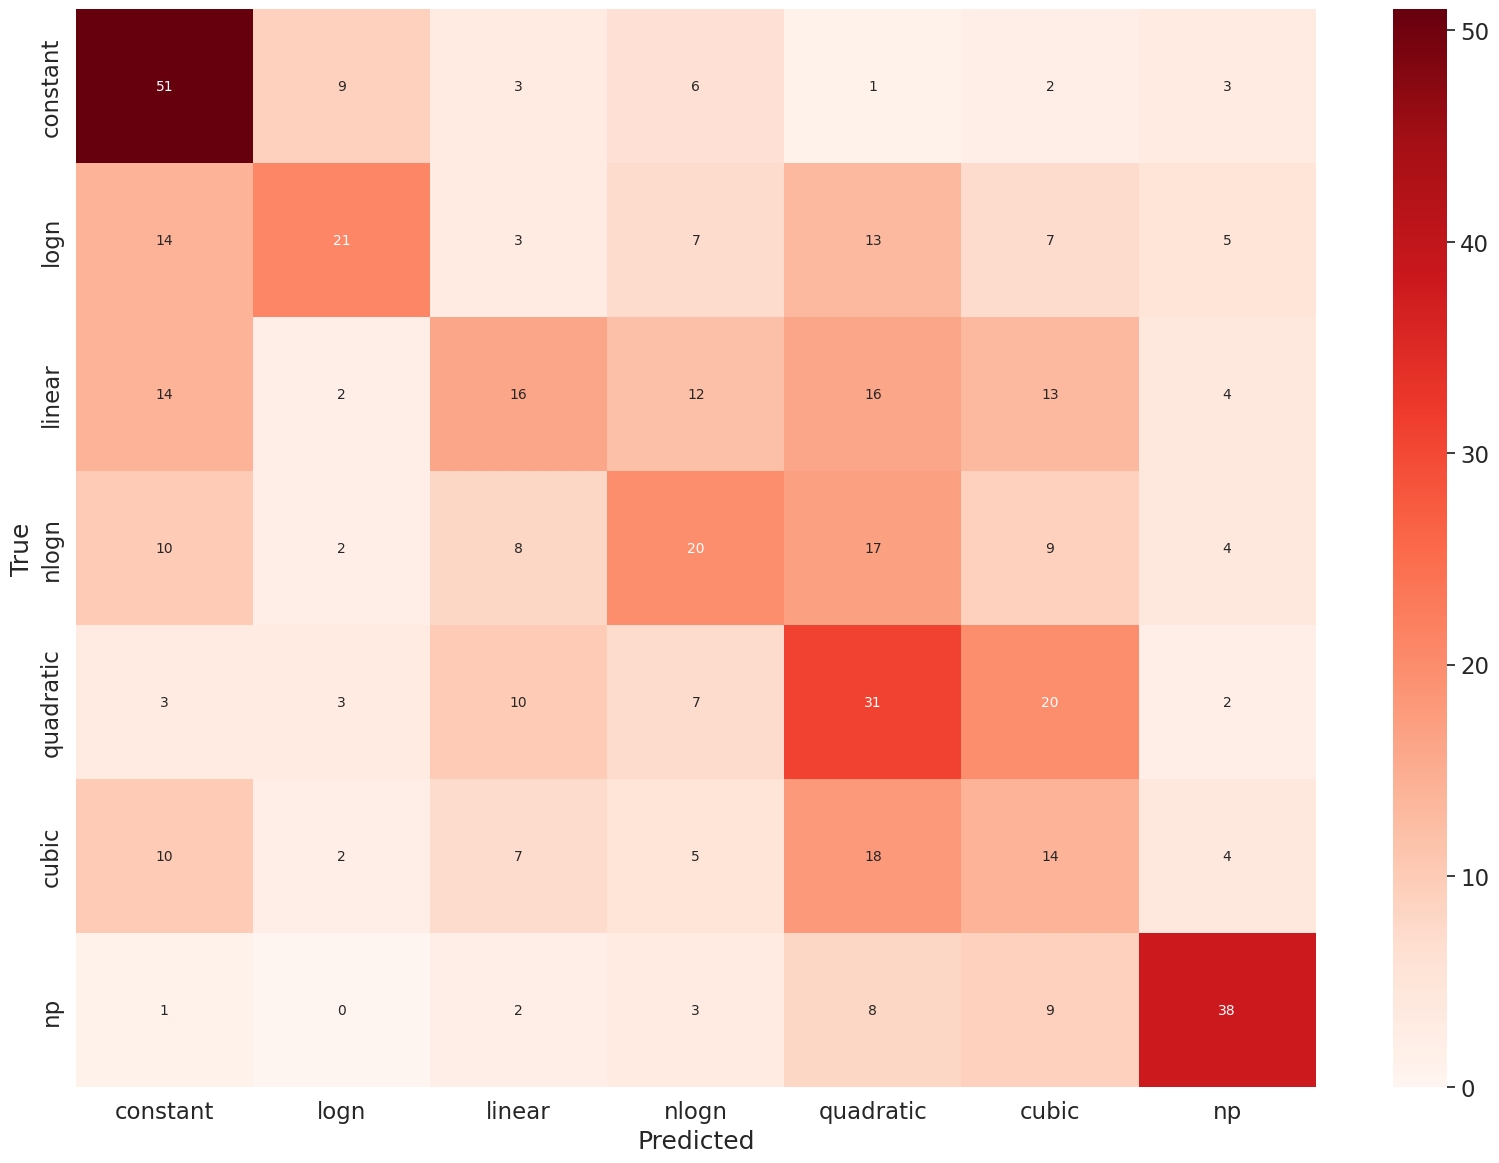 constant 51 9 3 6 1 2 3
logn 14 21 3 7 13 7 5
linear 14 2 16 12 16 13 4
nlogn 10 2 8 20 17 9 4
quadratic 3 3 10 7 31 20 2
cubic 10 2 7 5 18 14 4
np 1 0 2 3 8 9 38
True
constant logn linear nlogn quadratic cubic np
Predicted
50
40
30
20
10
0